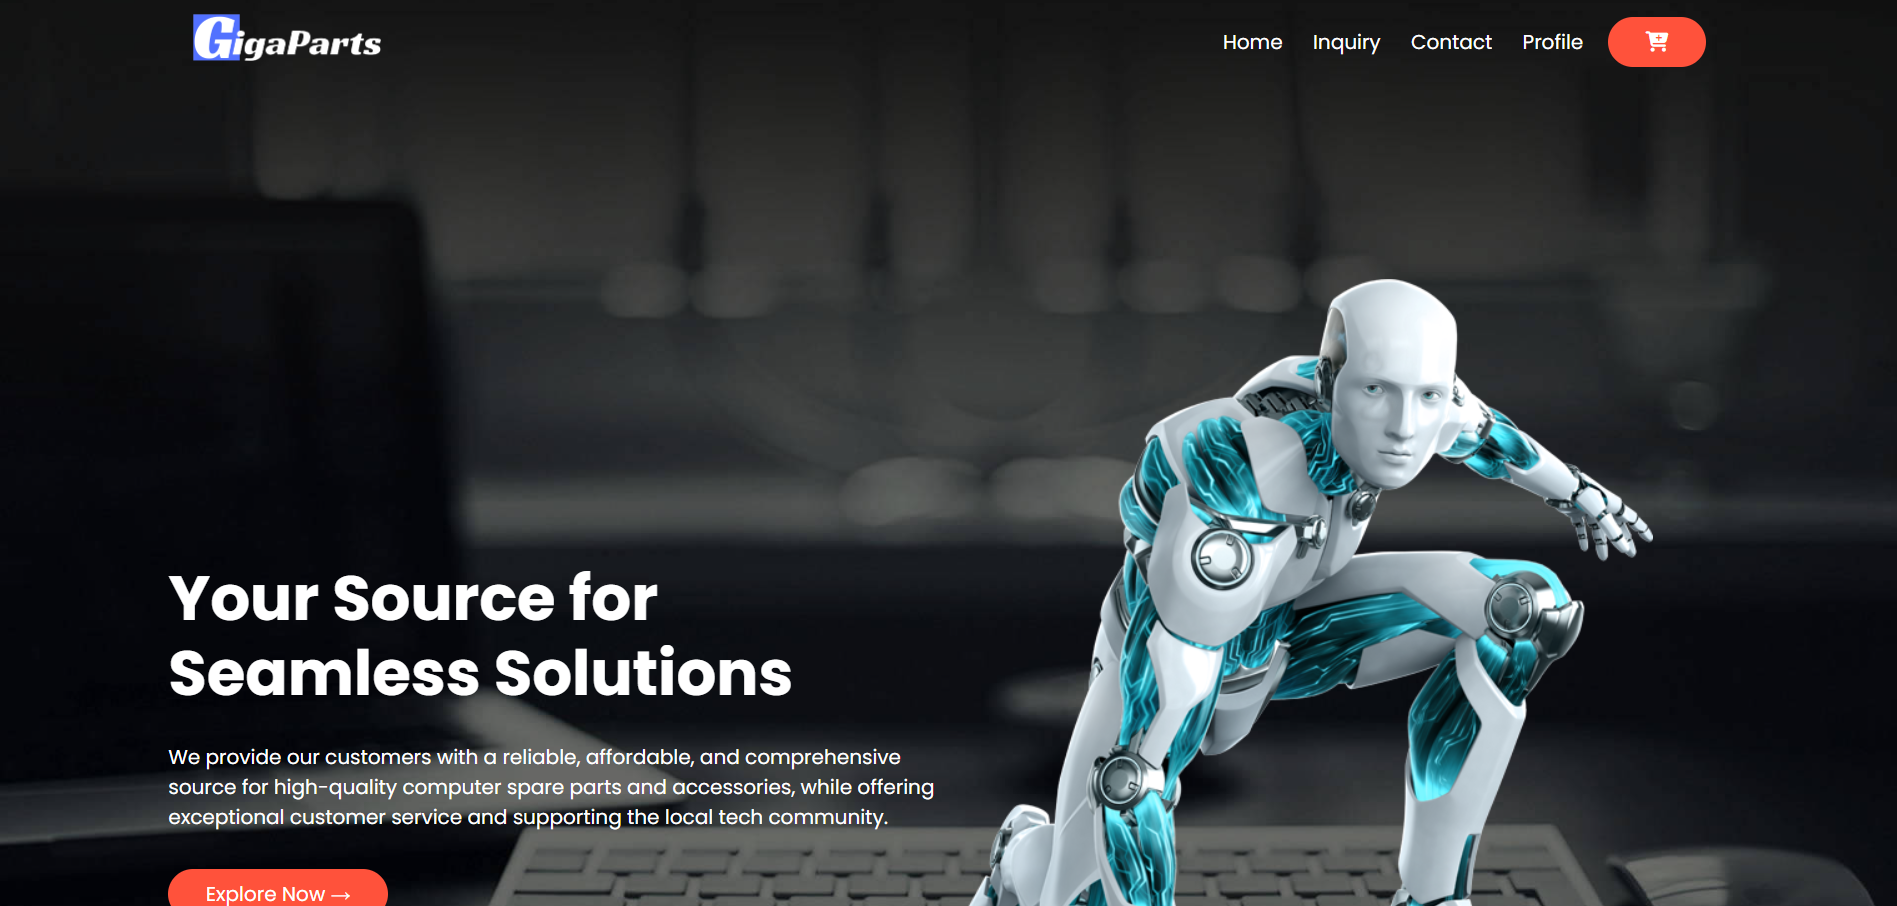 GigaParts
Home Inquiry Contact Profile
Your Source for
Seamless Solutions
We provide our customers with a reliable, affordable, and comprehensive
source for high-quality computer spare parts and accessories, while offering
exceptional customer service and supporting the local tech community.
Explore Now →